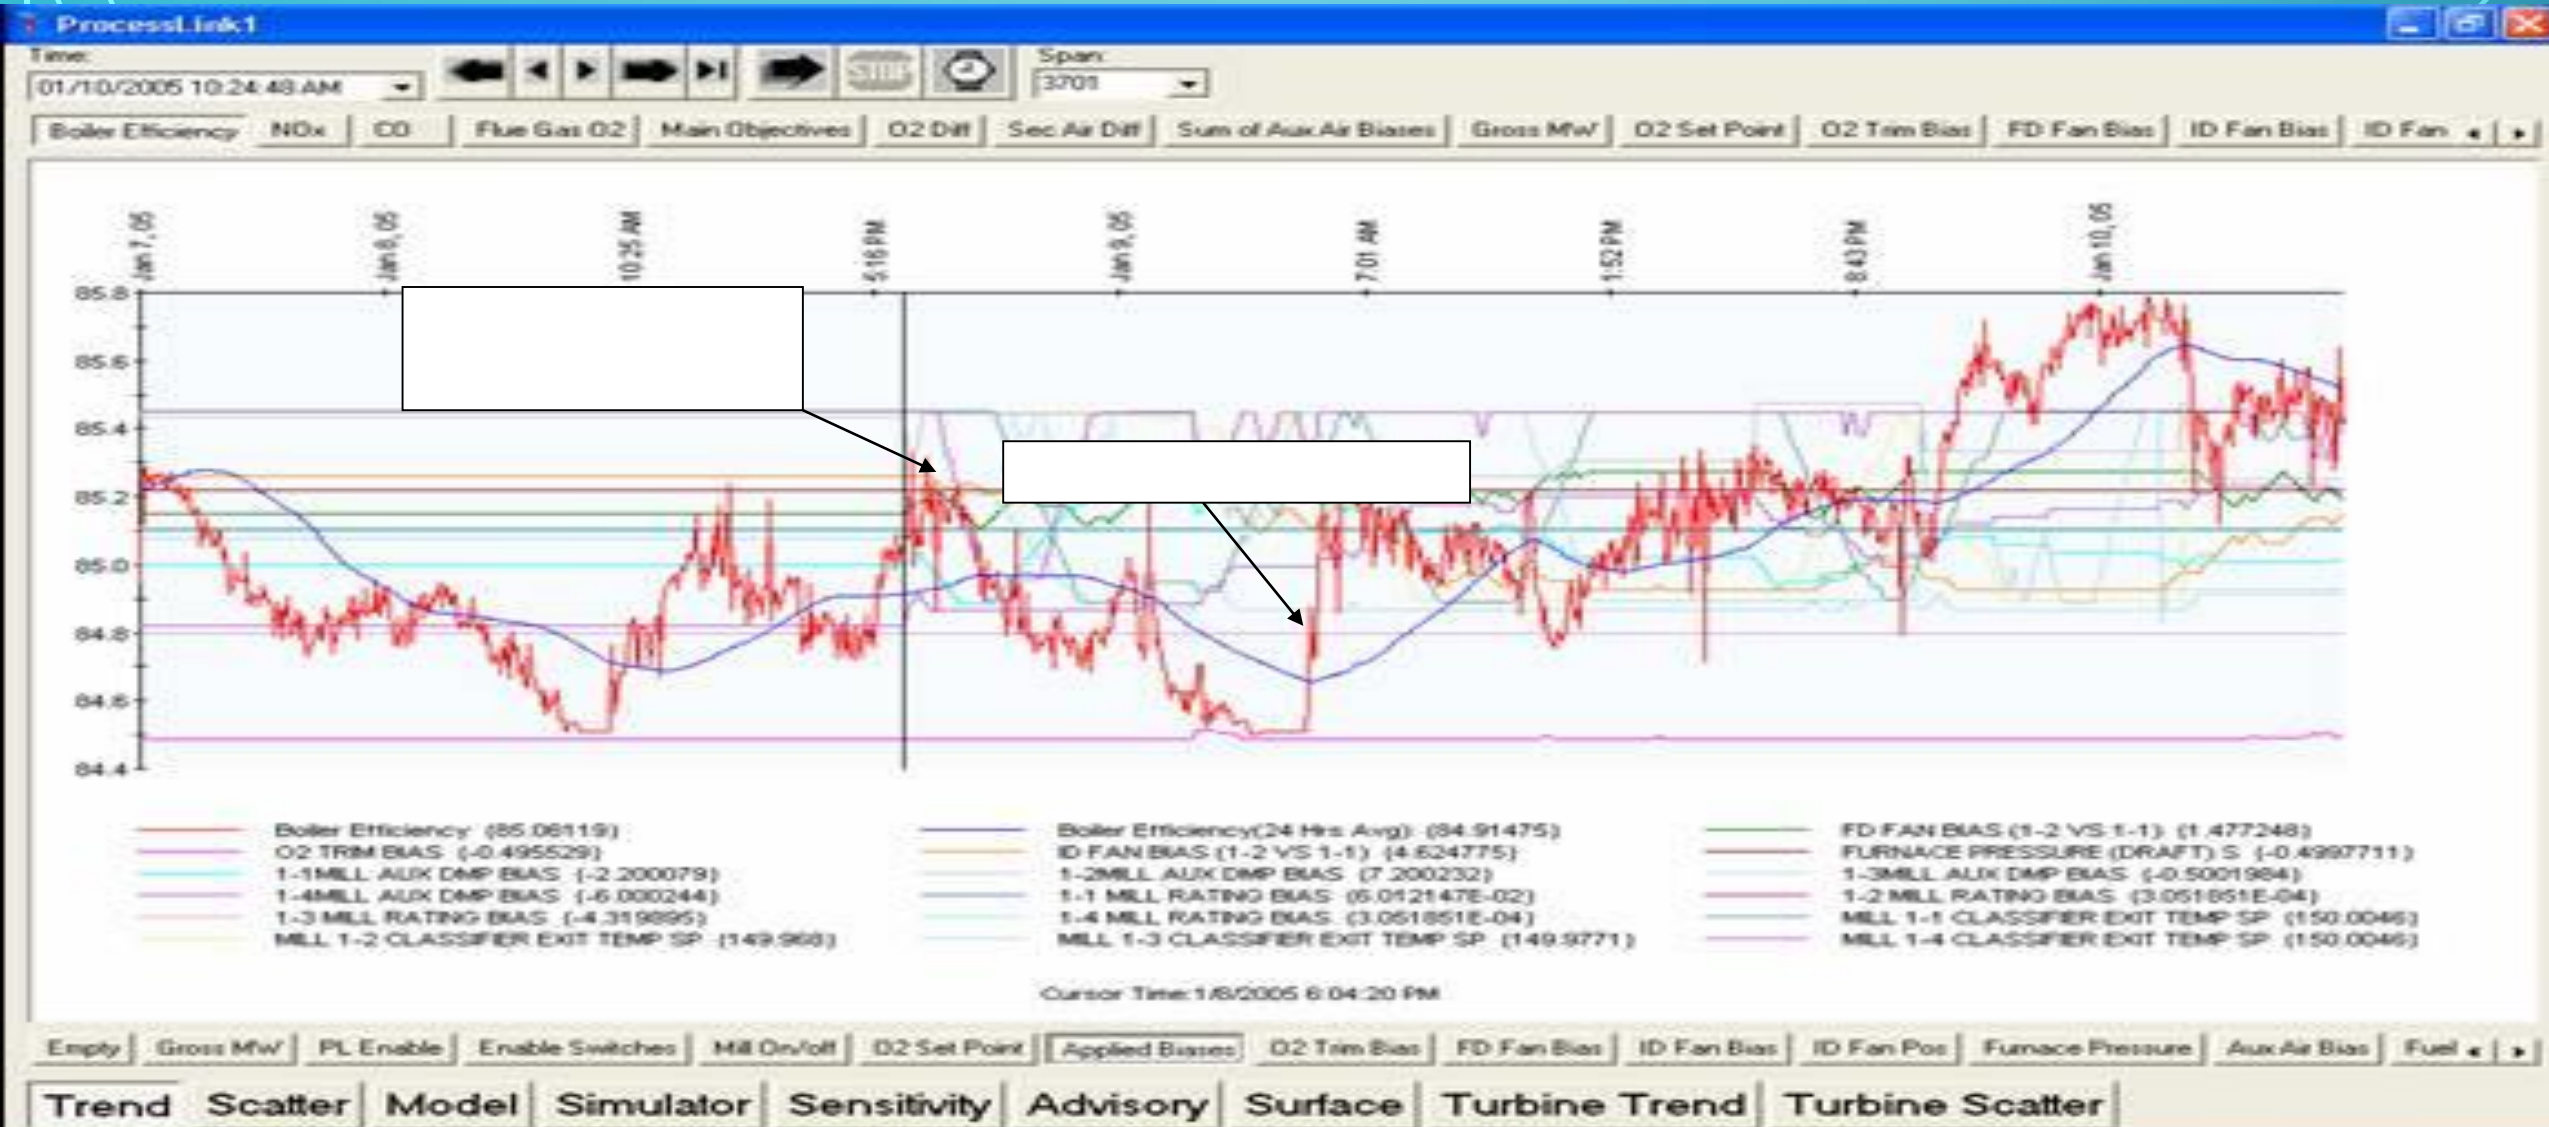 ProcessLink1
Time:
Span:
01/10/2005 10:24:48 AM
3701
Boiler Efficiency NOx CO Flue Gas O2 Main Objectives O2 Diff Sec Air Diff Sum of Aux Air Biases Gross MW O2 Set Point O2 Trim Bias FD Fan Bias ID Fan Bias ID Fan
Jan 7, 05 Jan 8, 05 10:25 AM 5:16 PM Jan 9, 05 7:01 AM 1:52 PM 8:43 PM Jan 10, 05
85.8
85.6
85.4
85.2
85.0
84.8
84.6
84.4
Boiler Efficiency (85.06119) Boiler Efficiency(24 Hrs Avg) (84.91475) FD FAN BIAS (1-2 VS 1-1) (1.477248)
O2 TRIM BIAS (-0.495529) ID FAN BIAS (1-2 VS 1-1) (4.624775) FURNACE PRESSURE (DRAFT) S (-0.4997711)
1-1MILL AUX DMP BIAS (-2.200079) 1-2MILL AUX DMP BIAS (7.200232) 1-3MILL AUX DMP BIAS (-0.5001984)
1-4MILL AUX DMP BIAS (-6.000244) 1-1 MILL RATING BIAS (6.012147E-02) 1-2 MILL RATING BIAS (3.051851E-04)
1-3 MILL RATING BIAS (-4.319895) 1-4 MILL RATING BIAS (3.051851E-04) MILL 1-1 CLASSIFIER EXIT TEMP SP (150.0046)
MILL 1-2 CLASSIFIER EXIT TEMP SP (149.968) MILL 1-3 CLASSIFIER EXIT TEMP SP (149.9771) MILL 1-4 CLASSIFIER EXIT TEMP SP (150.0046)
Cursor Time:1/8/2005 6:04:20 PM
Empty Gross MW PL Enable Enable Switches Mill On/off O2 Set Point Applied Biases O2 Trim Bias FD Fan Bias ID Fan Bias ID Fan Pos Furnace Pressure Aux Air Bias Fuel
Trend Scatter Model Simulator Sensitivity Advisory Surface Turbine Trend Turbine Scatter